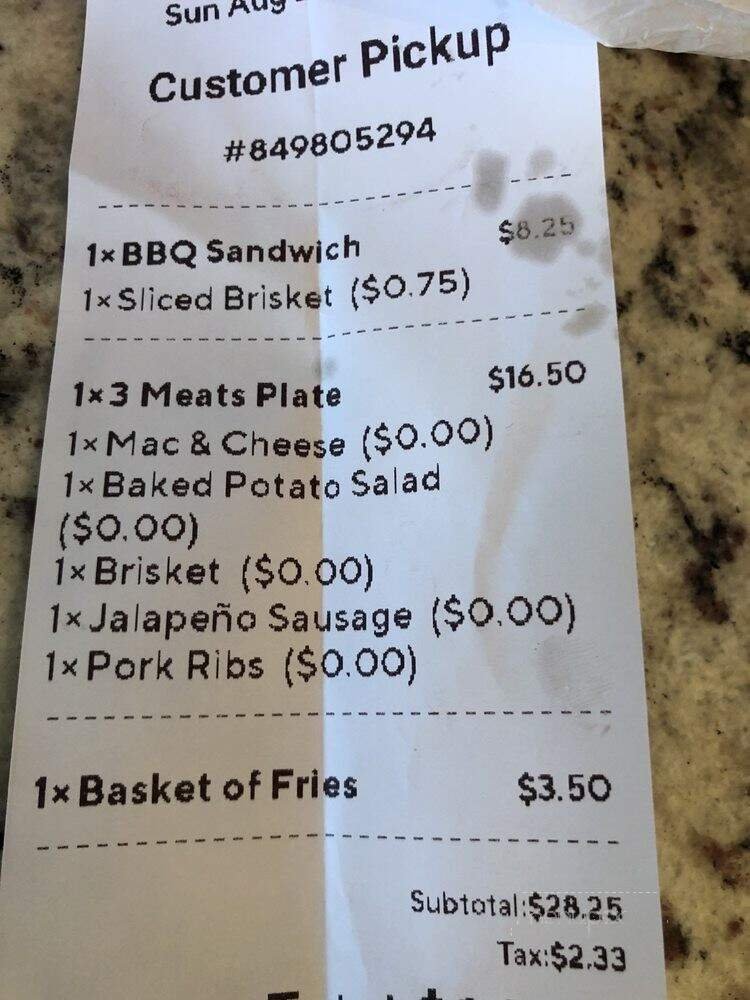 Sun Aug
Customer Pickup
#849805294
1×BBQ Sandwich $8.25
1×Sliced Brisket ($0.75)
1×3 Meats Plate $16.50
1×Mac & Cheese ($0.00)
1×Baked Potato Salad
($0.00)
1×Brisket ($0.00)
1×Jalapeño Sausage ($0.00)
1×Pork Ribs ($0.00)
1×Basket of Fries $3.50
Subtotal:$28.25
Tax:$2.33